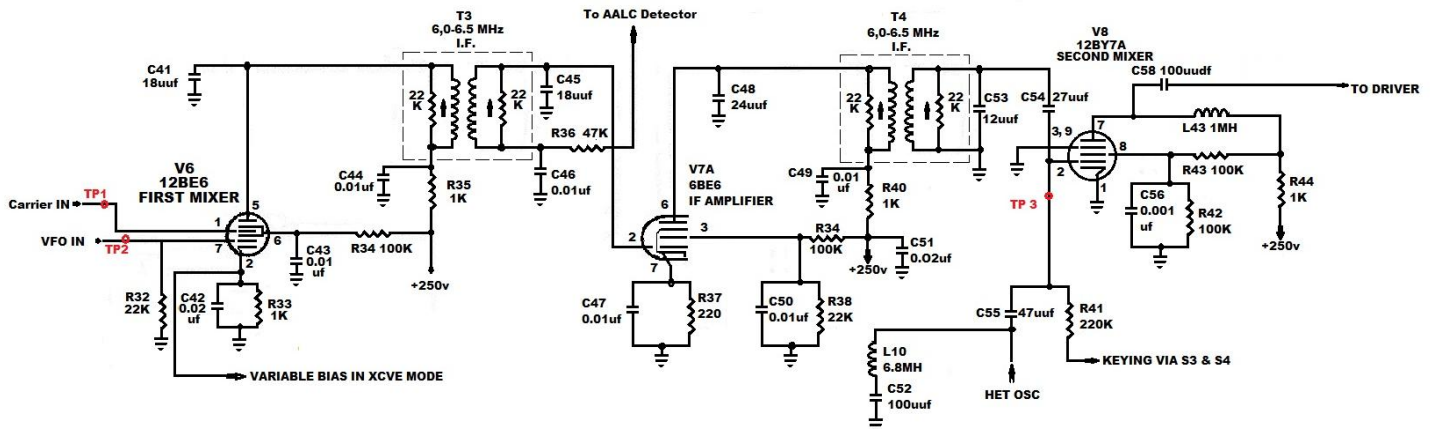 To AALC Detector
T3
6,0-6.5 MHz
I.F.
T4
6,0-6.5 MHz
I.F.
V8
12BY7A
SECOND MIXER
C41
18uuf
22
K
22
K
C45
18uuf
C48
24uuf
22
K
22
K
C53
12uuf
C54
27uuf
C58 100uudf
TO DRIVER
3, 9
7
2
8
1
L43 1MH
R43 100K
R44
1K
+250v
C56
0.001
uf
R42
100K
R36 47K
C44
0.01uf
R35
1K
C46
0.01uf
V7A
6BE6
IF AMPLIFIER
C49
0.01
uf
R40
1K
V6
12BE6
FIRST MIXER
TP1
Carrier IN
VFO IN
TP2
5
1
7
6
2
C43
0.01
uf
R34 100K
+250v
6
2
3
7
R34
100K
+250v
C51
0.O2uf
TP 3
R32
22K
C42
0.02
uf
R33
1K
C47
0.01uf
R37
220
C50
0.01uf
R38
22K
C55
47uuf
R41
220K
L10
6.8MH
C52
100uuf
HET OSC
KEYING VIA S3 & S4
VARIABLE BIAS IN XCVE MODE